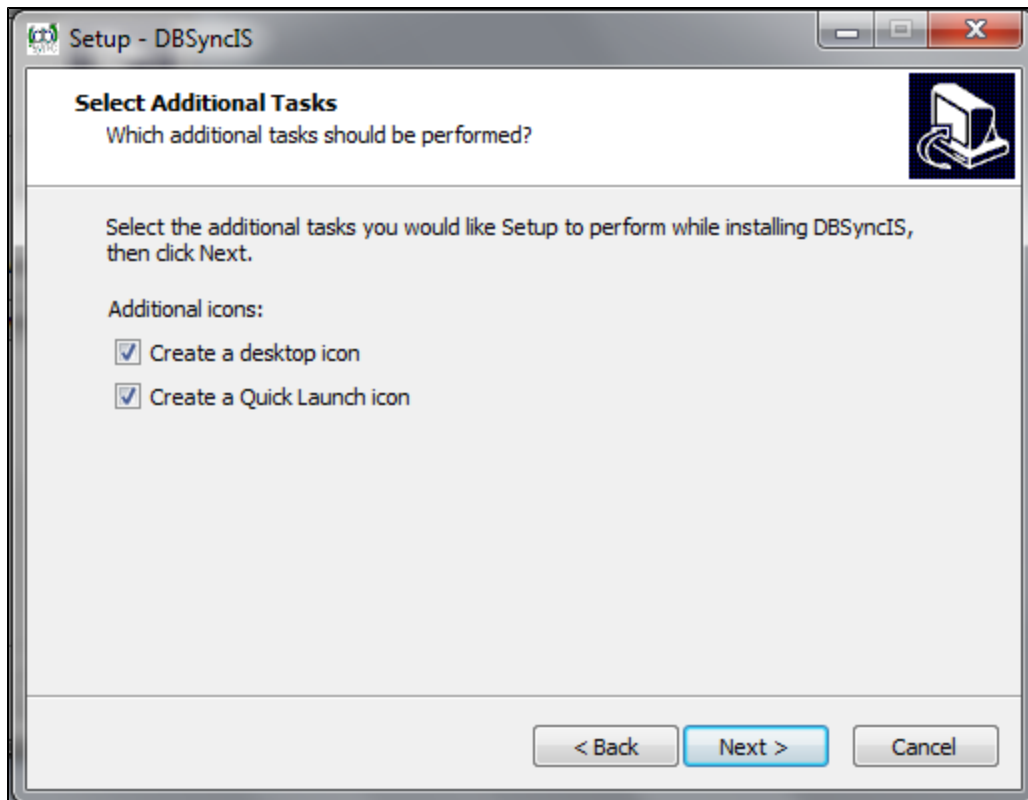 Setup - DBSyncIS
Select Additional Tasks
Which additional tasks should be performed?
Select the additional tasks you would like Setup to perform while installing DBSyncIS,
then click Next.
Additional icons:
Create a desktop icon
Create a Quick Launch icon
< Back
Next >
Cancel